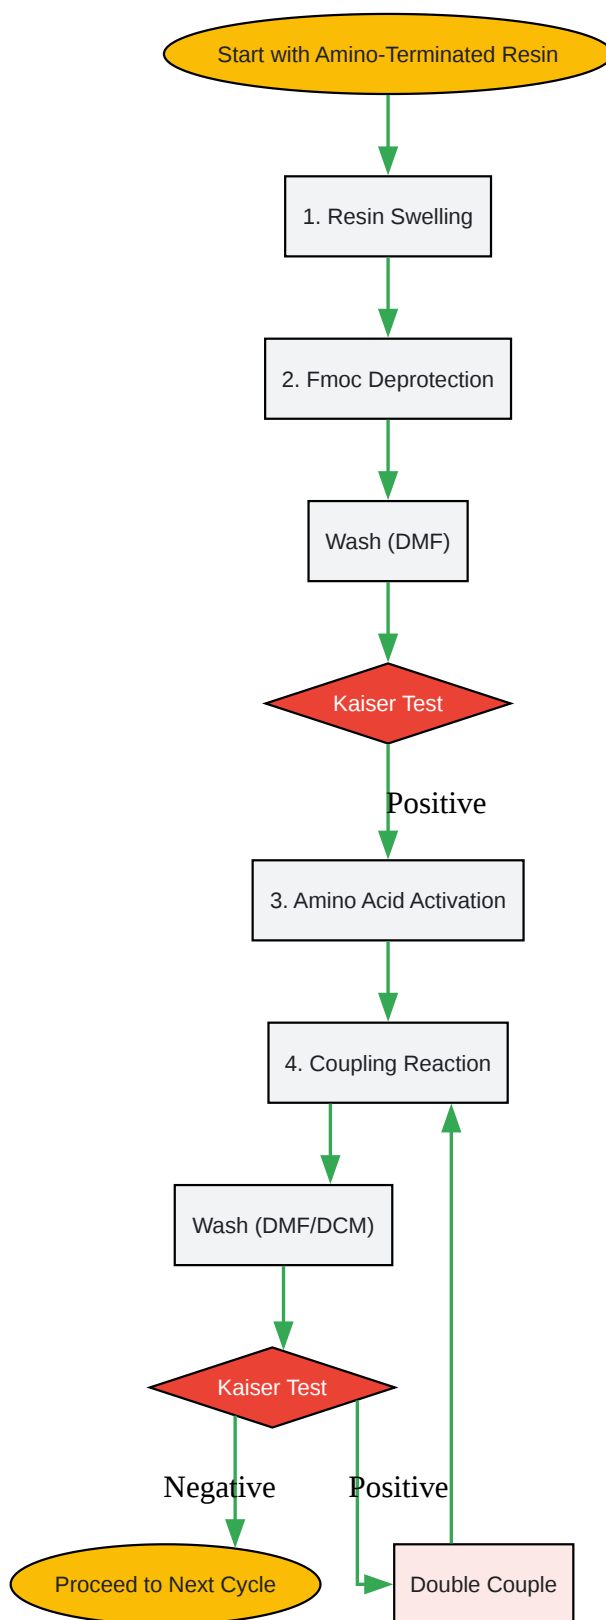 Start with Amino-Terminated Resin
1. Resin Swelling
2. Fmoc Deprotection
Wash (DMF)
Kaiser Test
Positive
3. Amino Acid Activation
4. Coupling Reaction
Wash (DMF/DCM)
Kaiser Test
Negative
Positive
Proceed to Next Cycle
Double Couple